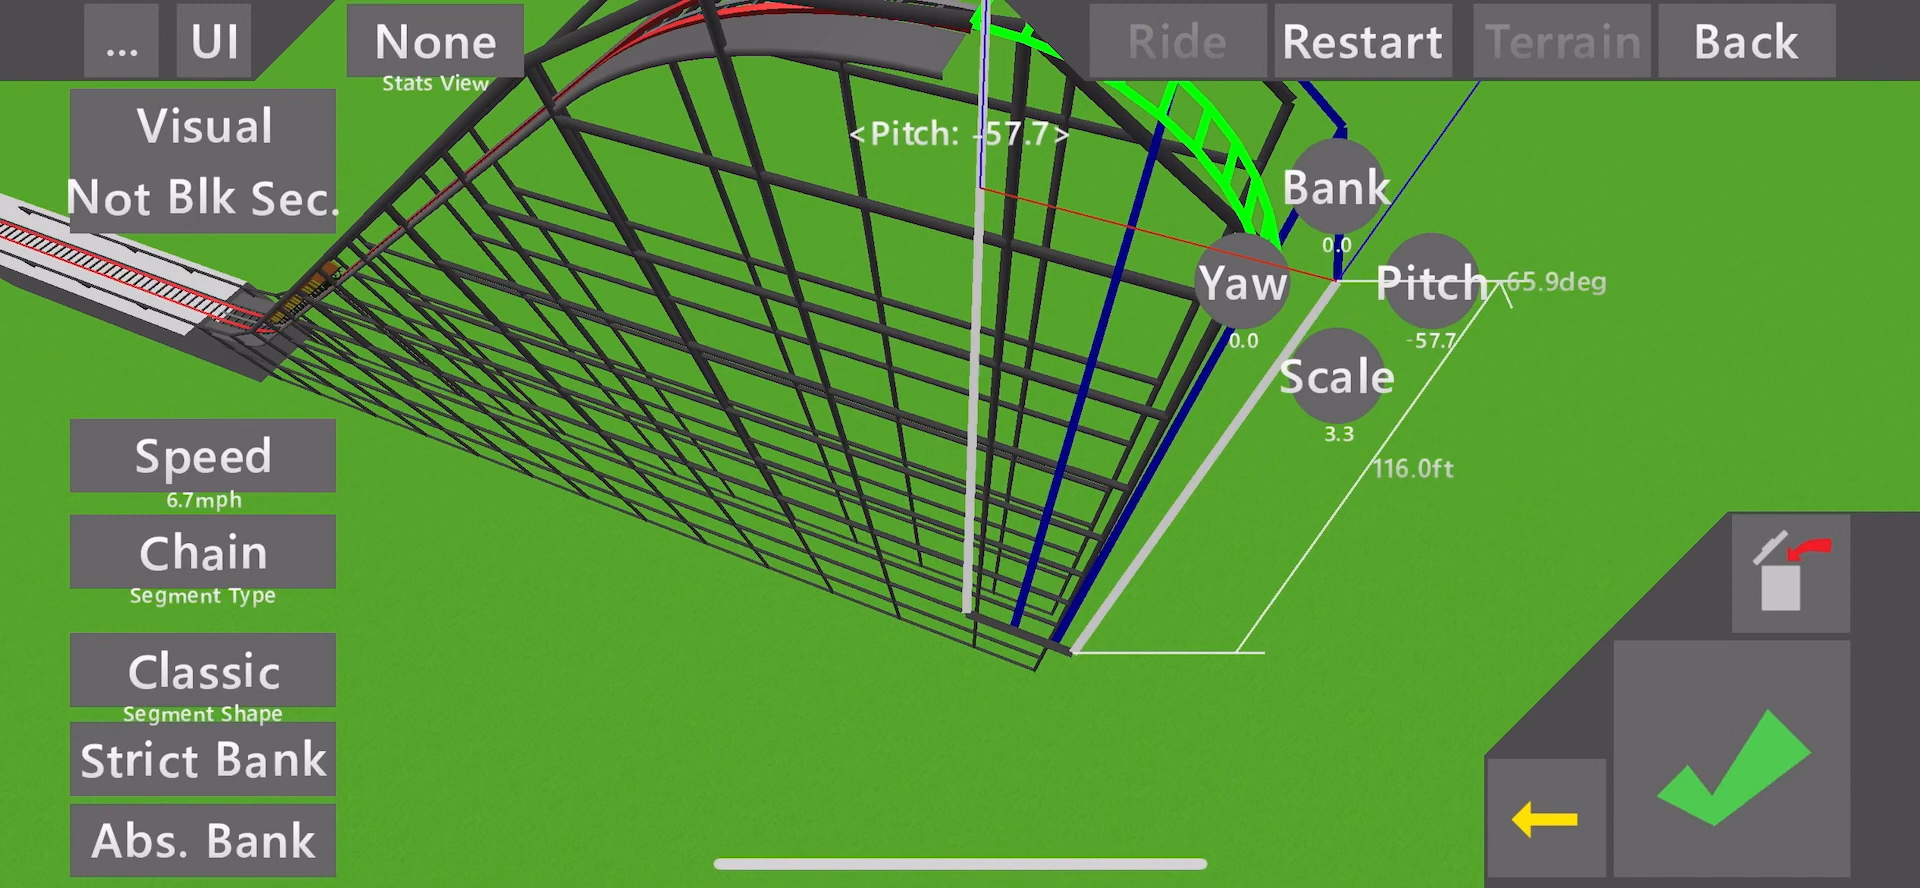 ...
UI
None
Stats View
Ride
Restart
Terrain
Back
Visual
Not Blk Sec.
<Pitch: -57.7>
Bank
0.0
Yaw
0.0
Pitch
-57.7
-65.9deg
Scale
3.3
116.0ft
Speed
6.7mph
Chain
Segment Type
Classic
Segment Shape
Strict Bank
Abs. Bank